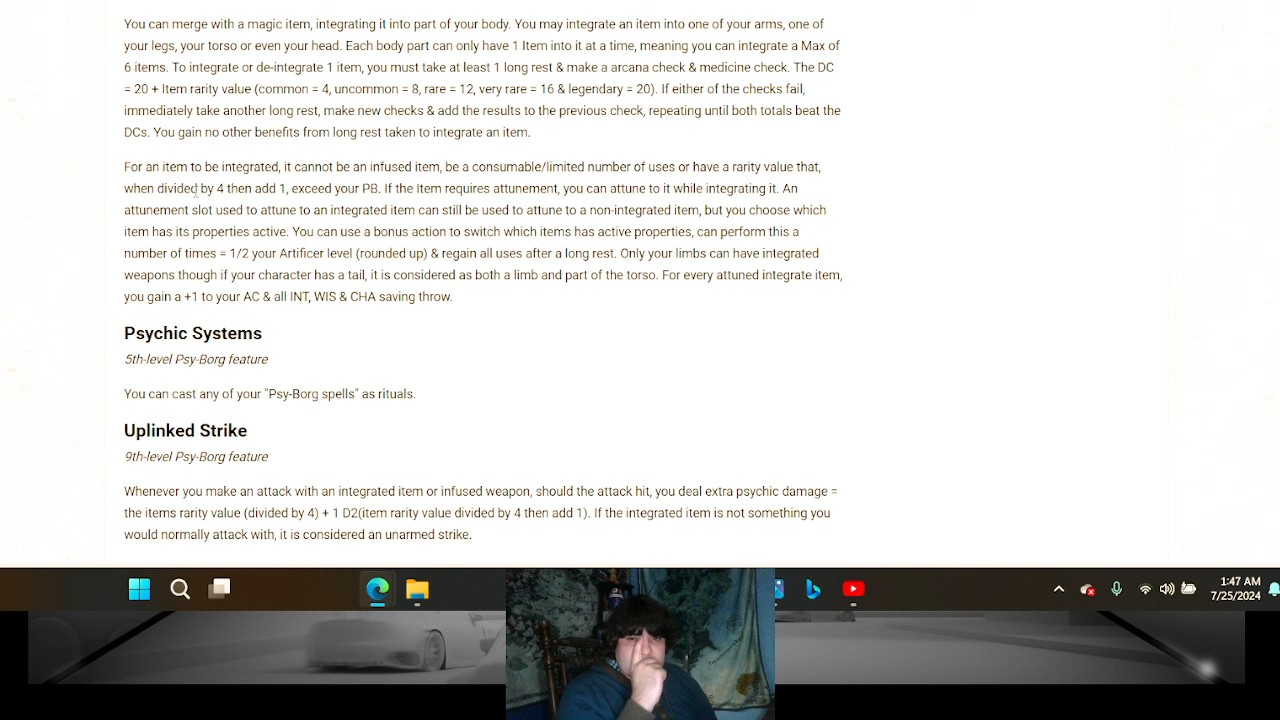 You can merge with a magic item, integrating it into part of your body. You may integrate an item into one of your arms, one of
your legs, your torso or even your head. Each body part can only have 1 Item into it at a time, meaning you can integrate a Max of
6 items. To integrate or de-integrate 1 item, you must take at least 1 long rest & make a arcana check & medicine check. The DC
= 20 + Item rarity value (common = 4, uncommon = 8, rare = 12, very rare = 16 & legendary = 20). If either of the checks fail,
immediately take another long rest, make new checks & add the results to the previous check, repeating until both totals beat the
DCs. You gain no other benefits from long rest taken to integrate an item.
For an item to be integrated, it cannot be an infused item, be a consumable/limited number of uses or have a rarity value that,
when divided by 4 then add 1, exceed your PB. If the Item requires attunement, you can attune to it while integrating it. An
attunement slot used to attune to an integrated item can still be used to attune to a non-integrated item, but you choose which
item has its properties active. You can use a bonus action to switch which items has active properties, can perform this a
number of times = 1/2 your Artificer level (rounded up) & regain all uses after a long rest. Only your limbs can have integrated
weapons though if your character has a tail, it is considered as both a limb and part of the torso. For every attuned integrate item,
you gain a +1 to your AC & all INT, WIS & CHA saving throw.
Psychic Systems
5th-level Psy-Borg feature
You can cast any of your "Psy-Borg spells" as rituals.
Uplinked Strike
9th-level Psy-Borg feature
Whenever you make an attack with an integrated item or infused weapon, should the attack hit, you deal extra psychic damage =
the items rarity value (divided by 4) + 1 D2(item rarity value divided by 4 then add 1). If the integrated item is not something you
would normally attack with, it is considered an unarmed strike.
1:47 AM
7/25/2024